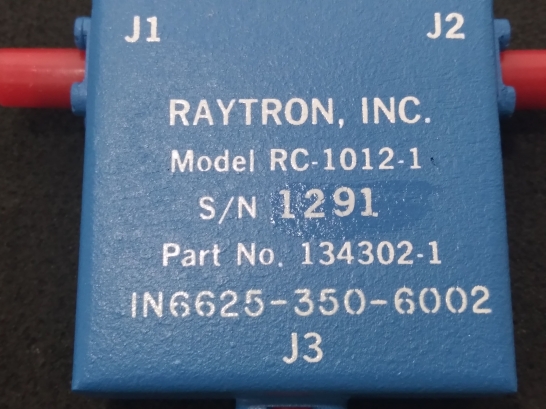 J1 J2
RAYTRON, INC.
Model RC-1012-1
S/N 1291
Part No. 134302-1
IN6625-350-6002
J3